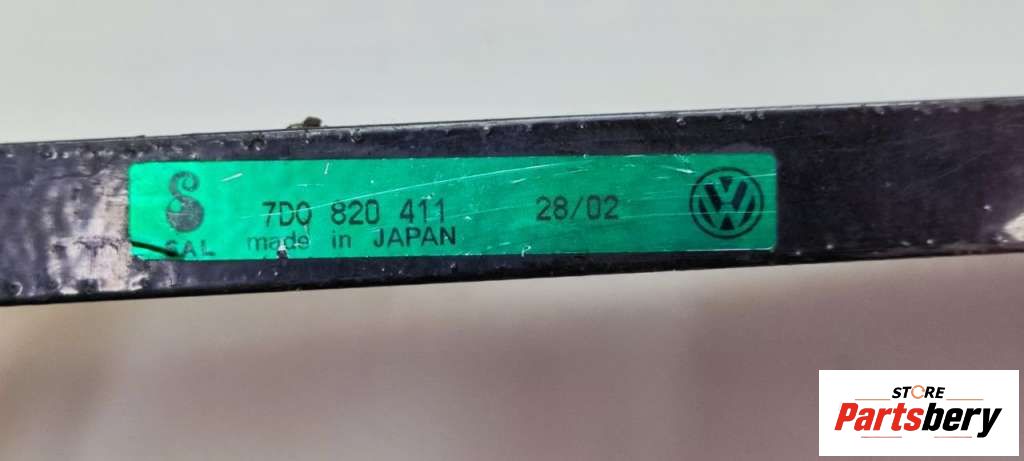 7D0 820 411 28/02
made in JAPAN
SAL
STORE
Partsbery